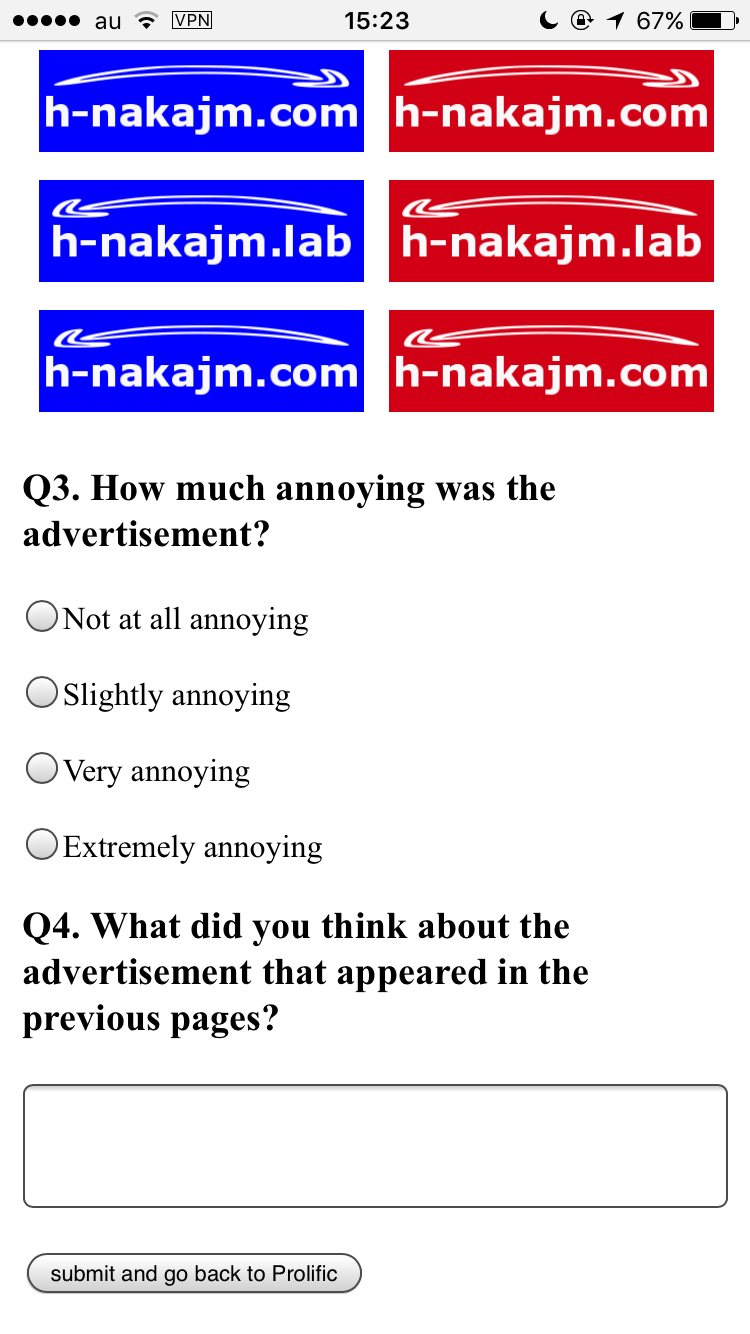 au VPN 15:23 67%
h-nakajm.com h-nakajm.com
h-nakajm.lab h-nakajm.lab
h-nakajm.com h-nakajm.com
Q3. How much annoying was the
advertisement?
Not at all annoying
Slightly annoying
Very annoying
Extremely annoying
Q4. What did you think about the
advertisement that appeared in the
previous pages?
submit and go back to Prolific